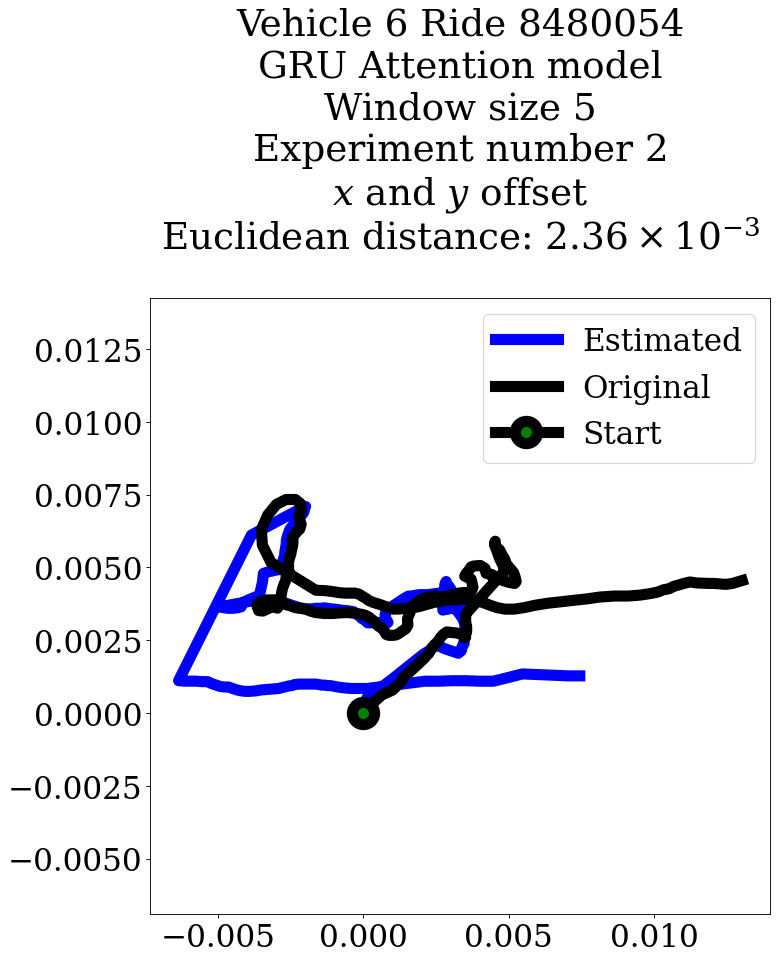 Vehicle 6 Ride 8480054
GRU Attention model
Window size 5
Experiment number 2
x and y offset
Euclidean distance: 2.36 × 10⁻³
Estimated
Original
Start
0.0125
0.0100
0.0075
0.0050
0.0025
0.0000
−0.0025
−0.0050
−0.005 0.000 0.005 0.010